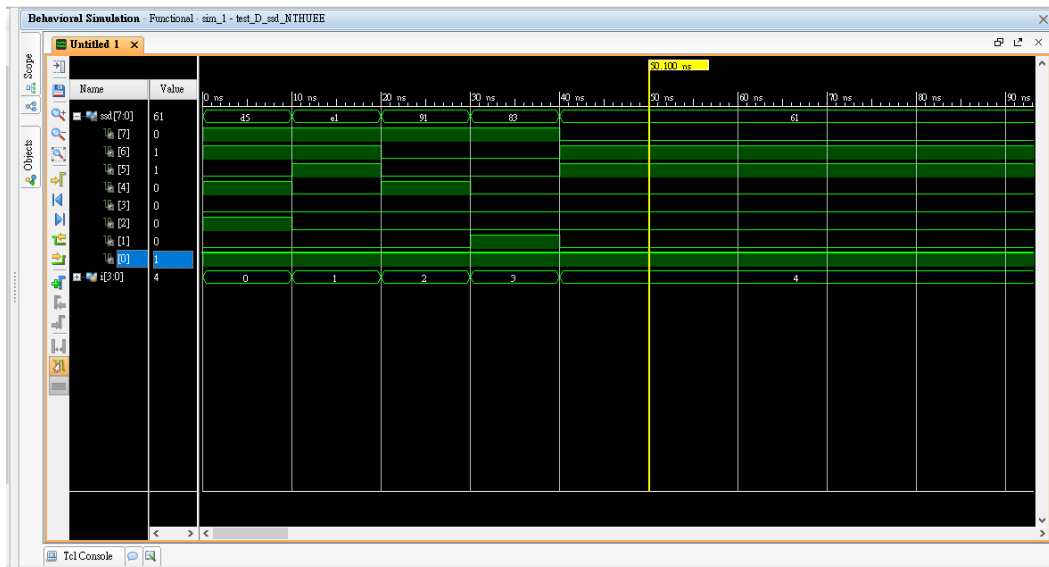 Behavioral Simulation - Functional - sim_1 - test_D_ssd_NTHUEE
Untitled 1
Scope
Objects
50.100 ns
Name Value
0 ns 10 ns 20 ns 30 ns 40 ns 50 ns 60 ns 70 ns 80 ns 90 ns
ssd[7:0] 61 d5 e1 91 83 61
[7] 0
[6] 1
[5] 1
[4] 0
[3] 0
[2] 0
[1] 0
[0] 1
i[3:0] 4 0 1 2 3 4
Tcl Console